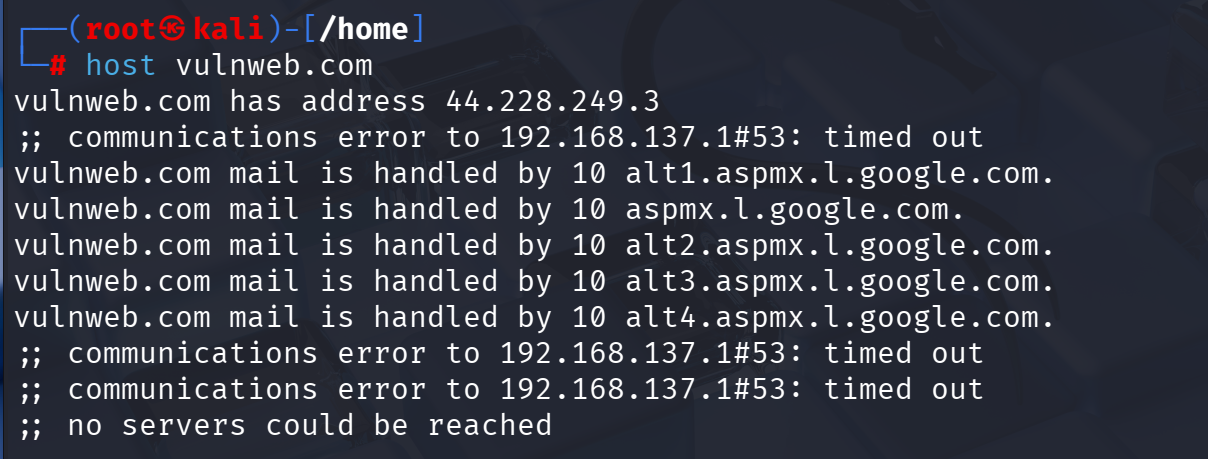 ┌──(root㉿kali)-[/home]
└─# host vulnweb.com
vulnweb.com has address 44.228.249.3
;; communications error to 192.168.137.1#53: timed out
vulnweb.com mail is handled by 10 alt1.aspmx.l.google.com.
vulnweb.com mail is handled by 10 aspmx.l.google.com.
vulnweb.com mail is handled by 10 alt2.aspmx.l.google.com.
vulnweb.com mail is handled by 10 alt3.aspmx.l.google.com.
vulnweb.com mail is handled by 10 alt4.aspmx.l.google.com.
;; communications error to 192.168.137.1#53: timed out
;; communications error to 192.168.137.1#53: timed out
;; no servers could be reached